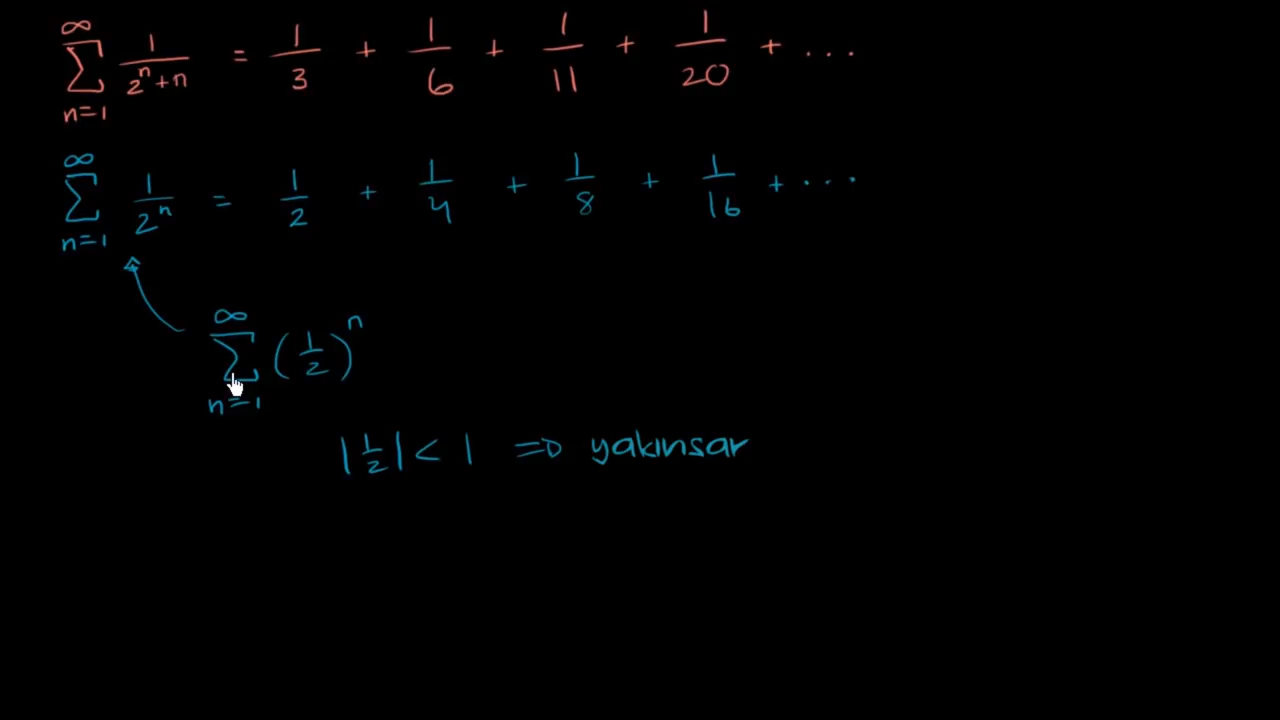 ∞ ∑ n=1 1/(2^n+n) = 1/3 + 1/6 + 1/11 + 1/20 + ...
∞ ∑ n=1 1/2^n = 1/2 + 1/4 + 1/8 + 1/16 + ...
∞ ∑ n=1 (1/2)^n
|1/2| < 1 ⇒ yakınsar